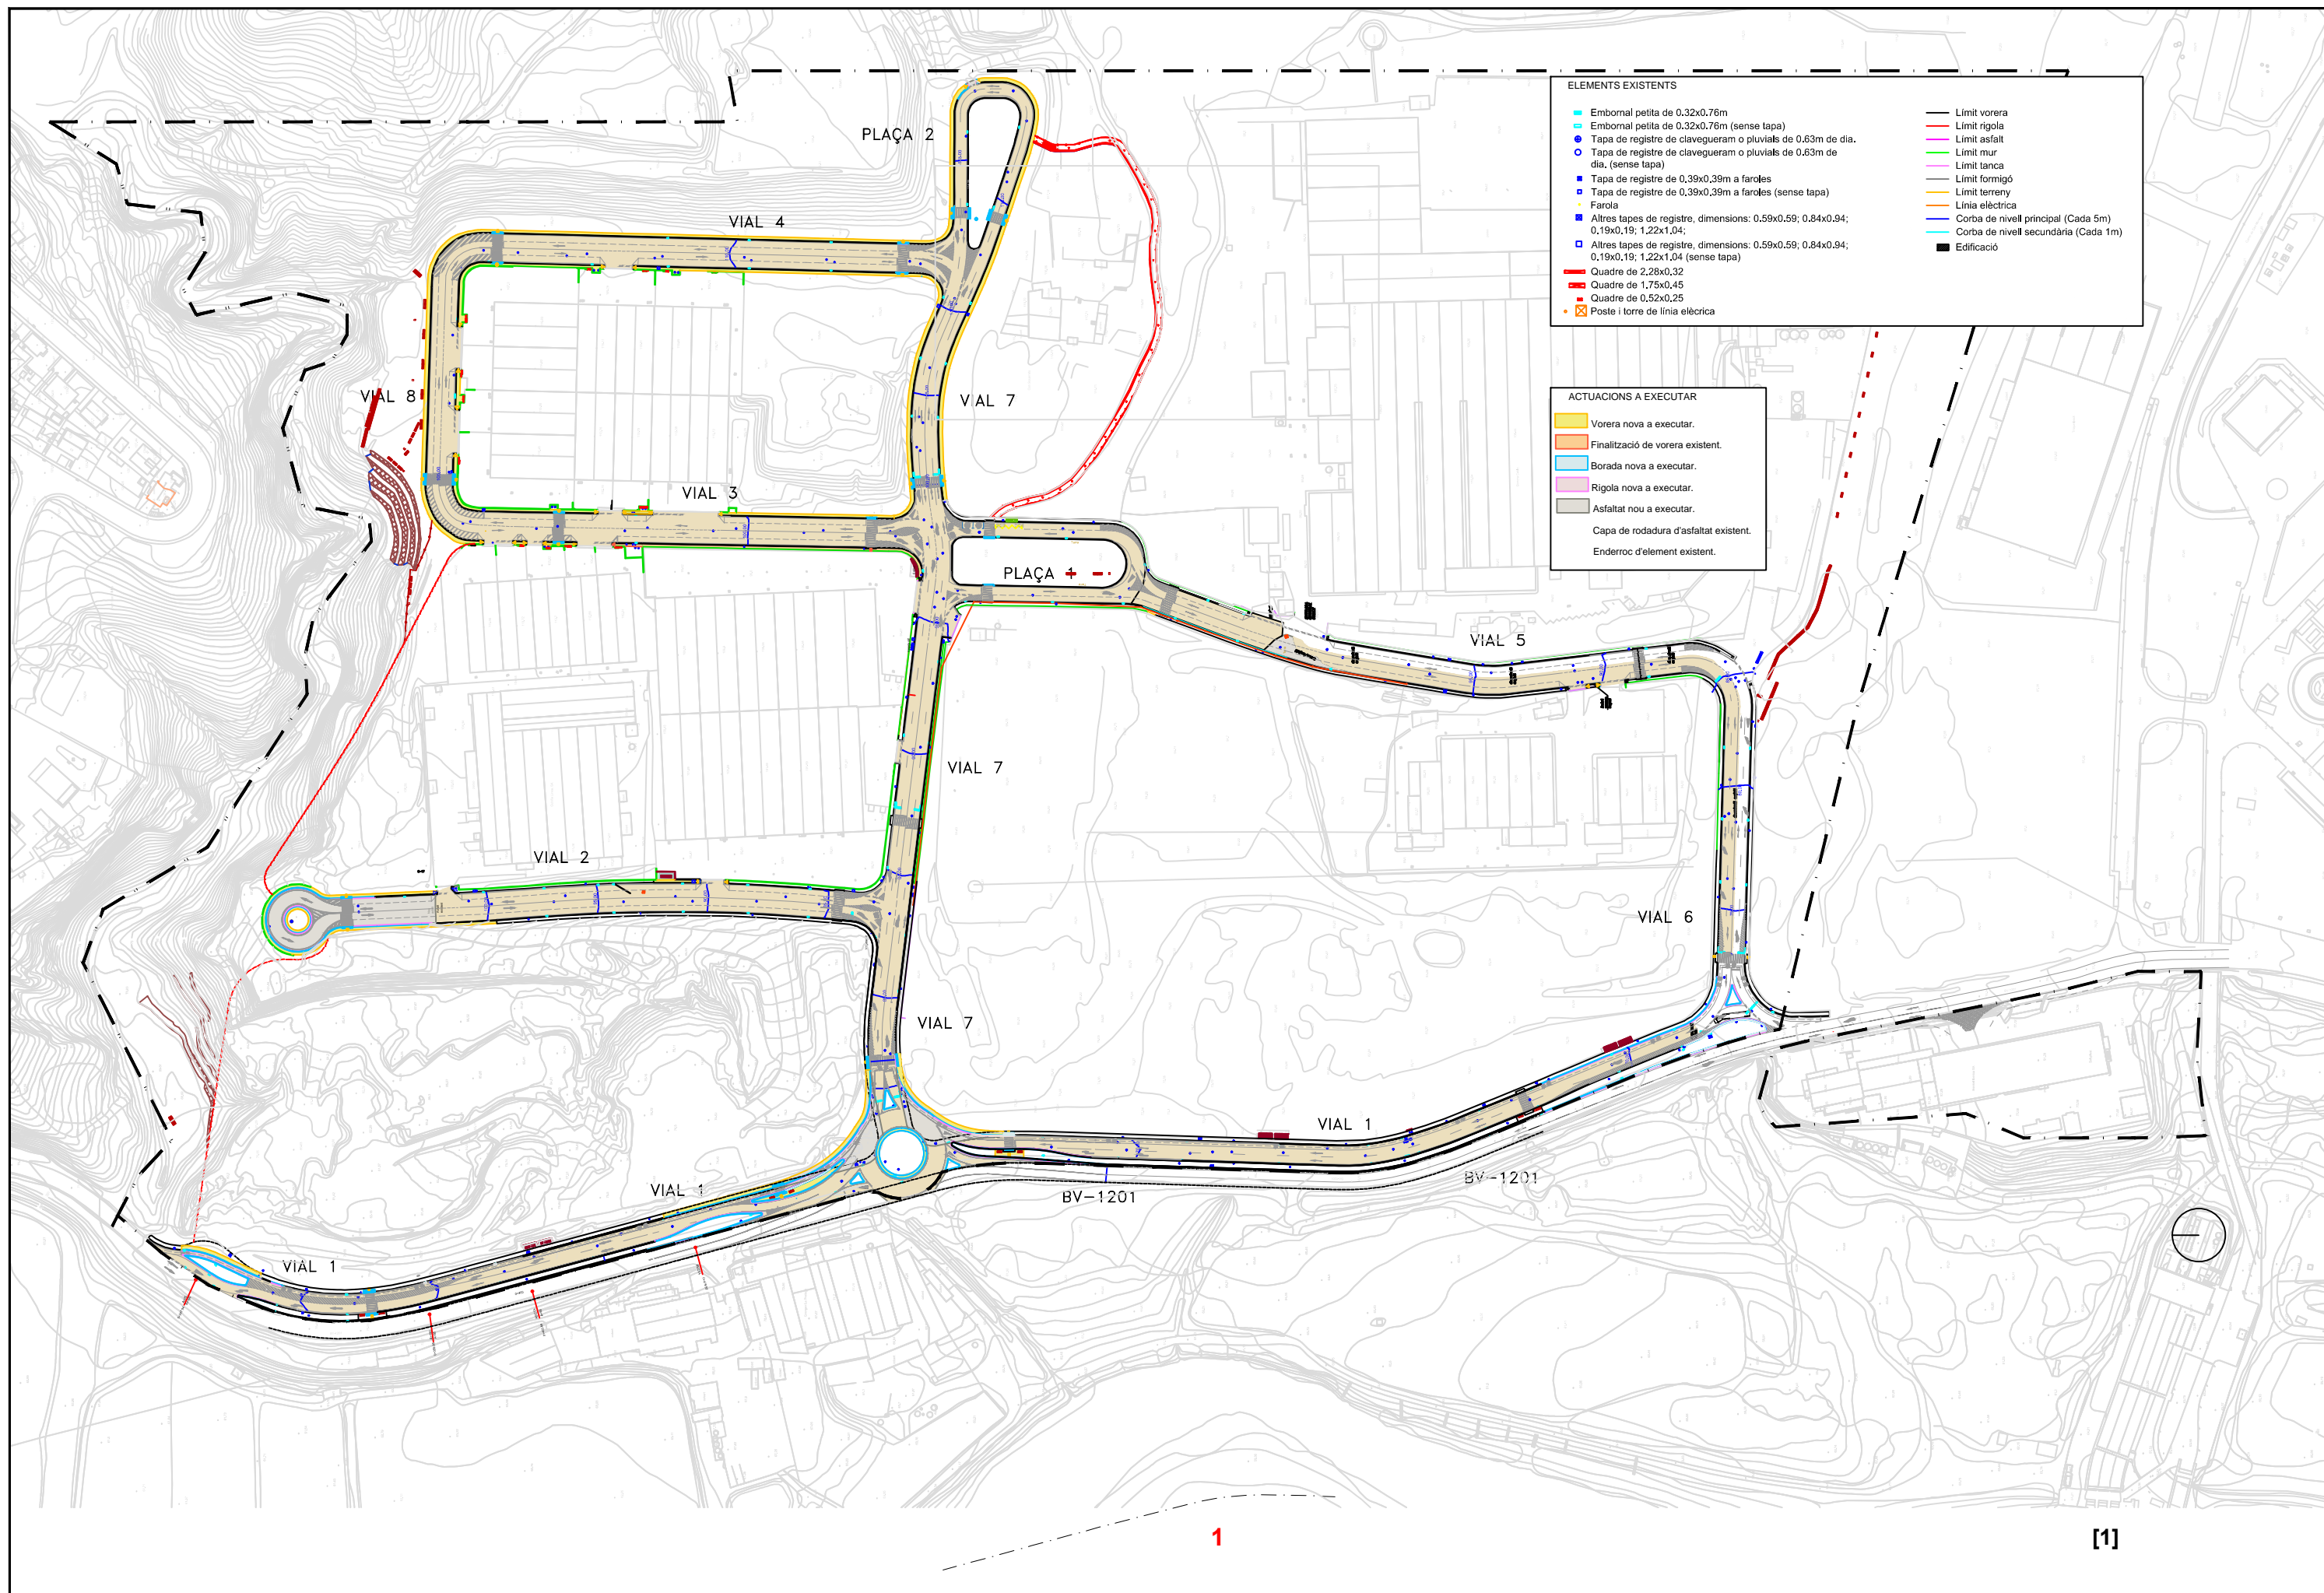 ELEMENTS EXISTENTS
Embornal petita de 0.32x0.76m
Embornal petita de 0.32x0.76m (sense tapa)
Tapa de registre de clavegueram o pluvials de 0.63m de dia.
Tapa de registre de clavegueram o pluvials de 0.63m de
dia. (sense tapa)
Tapa de registre de 0.39x0.39m a faroles
Tapa de registre de 0.39x0.39m a faroles (sense tapa)
Farola
Altres tapes de registre, dimensions: 0.59x0.59; 0.84x0.94;
0.19x0.19; 1.22x1.04;
Altres tapes de registre, dimensions: 0.59x0.59; 0.84x0.94;
0.19x0.19; 1.22x1.04 (sense tapa)
Quadre de 2.28x0.32
Quadre de 1.75x0.45
Quadre de 0.52x0.25
Poste i torre de línia elècrica
Límit vorera
Límit rigola
Límit asfalt
Límit mur
Límit tanca
Límit formigó
Límit terreny
Línia elèctrica
Corba de nivell principal (Cada 5m)
Corba de nivell secundária (Cada 1m)
Edificació
ACTUACIONS A EXECUTAR
Vorera nova a executar.
Finalització de vorera existent.
Borada nova a executar.
Rigola nova a executar.
Asfaltat nou a executar.
Capa de rodadura d'asfaltat existent.
Enderroc d'element existent.
PLAÇA 2
VIAL 4
VIAL 8
VIAL 7
VIAL 3
PLAÇA 1
VIAL 5
VIAL 7
VIAL 2
VIAL 6
VIAL 7
VIAL 1
VIAL 1
BV-1201
BV-1201
VIAL 1
1
[1]